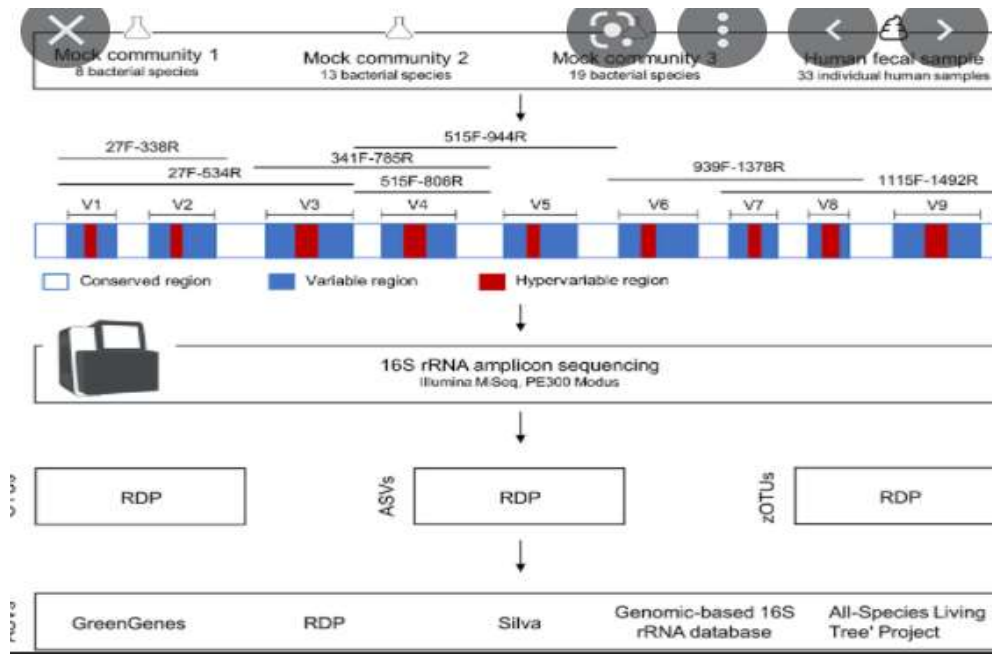 Mock community 1
8 bacterial species
Mock community 2
13 bacterial species
Mock community 3
19 bacterial species
Human fecal sample
33 individual human samples
515F-944R
27F-338R
341F-785R
939F-1378R
27F-534R
515F-806R
1115F-1492R
V1
V2
V3
V4
V5
V6
V7
V8
V9
Conserved region
Variable region
Hypervariable region
16S rRNA amplicon sequencing
Illumina MiSeq, PE300 Modus
RDP
ASVs
RDP
zOTUs
RDP
GreenGenes
RDP
Silva
Genomic-based 16S
rRNA database
All-Species Living
Tree' Project